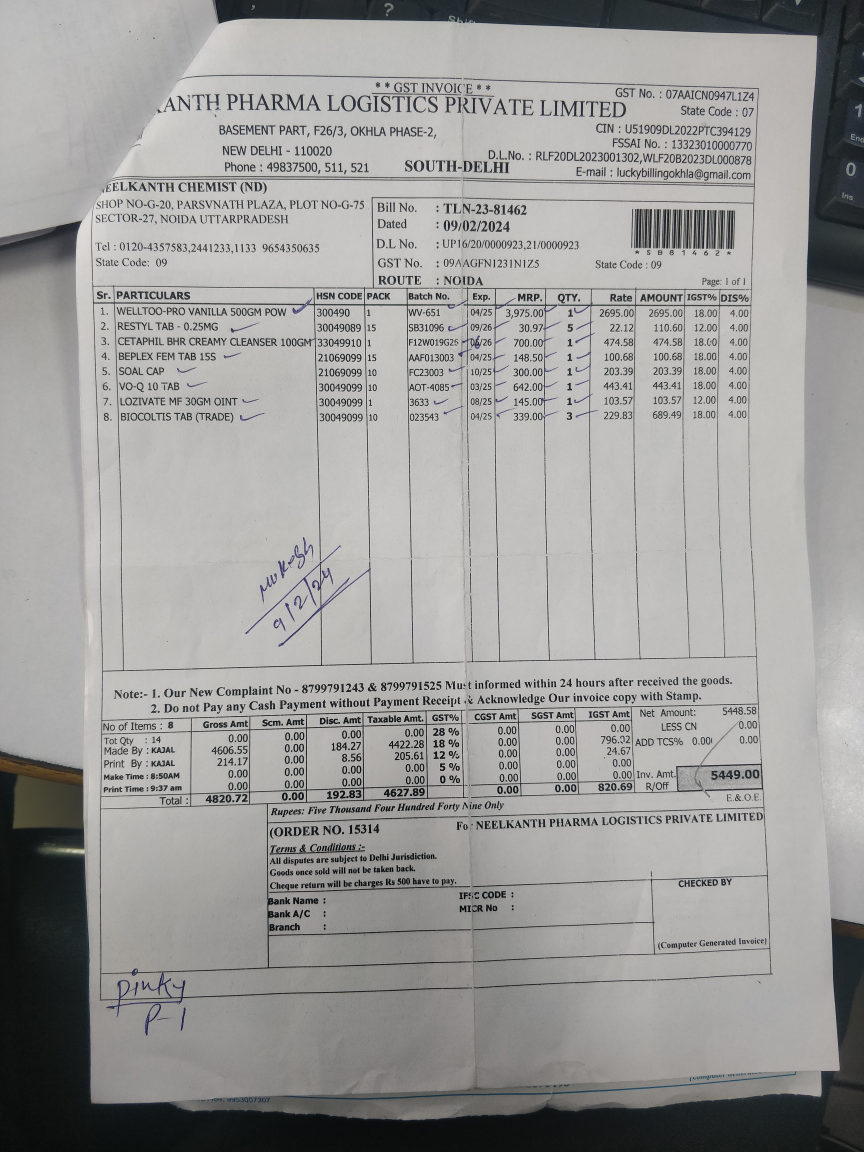 * * GST INVOICE * *
KANTH PHARMA LOGISTICS PRIVATE LIMITED
GST No. : 07AAICN0947L1Z4
State Code : 07
BASEMENT PART, F26/3, OKHLA PHASE-2,
NEW DELHI - 110020
Phone : 49837500, 511, 521
SOUTH-DELHI
CIN : U51909DL2022PTC394129
FSSAI No. : 13323010000770
D.L.No. : RLF20DL2023001302,WLF20B2023DL000878
E-mail : luckybillingokhla@gmail.com
NEELKANTH CHEMIST (ND)
SHOP NO-G-20, PARSVNATH PLAZA, PLOT NO-G-75
SECTOR-27, NOIDA UTTARPRADESH
Tel : 0120-4357583,2441233,1133 9654350635
State Code: 09
Bill No. : TLN-23-81462
Dated : 09/02/2024
D.L No. : UP16/20/0000923,21/0000923
GST No. : 09AAGFN1231N1Z5 State Code : 09
ROUTE : NOIDA
*SB81462*
Page: 1 of 1
Sr. PARTICULARS HSN CODE PACK Batch No. Exp. MRP. QTY. Rate AMOUNT IGST% DIS%
1. WELLTOO-PRO VANILLA 500GM POW 300490 1 WV-651 04/25 3,975.00 1 2695.00 2695.00 18.00 4.00
2. RESTYL TAB - 0.25MG 30049089 15 SB31096 09/26 30.97 5 22.12 110.60 12.00 4.00
3. CETAPHIL BHR CREAMY CLEANSER 100GM 33049910 1 F12W019G25 /26 700.00 1 474.58 474.58 18.00 4.00
4. BEPLEX FEM TAB 15S 21069099 15 AAF013003 04/25 148.50 1 100.68 100.68 18.00 4.00
5. SOAL CAP 21069099 10 FC23003 10/25 300.00 1 203.39 203.39 18.00 4.00
6. VO-Q 10 TAB 30049099 10 AOT-4085 03/25 642.00 1 443.41 443.41 18.00 4.00
7. LOZIVATE MF 30GM OINT 30049099 1 3633 08/25 145.00 1 103.57 103.57 12.00 4.00
8. BIOCOLTIS TAB (TRADE) 30049099 10 023543 04/25 339.00 3 229.83 689.49 18.00 4.00
Mukesh
9/2/24
Note:- 1. Our New Complaint No - 8799791243 & 8799791525 Must informed within 24 hours after received the goods.
2. Do not Pay any Cash Payment without Payment Receipt & Acknowledge Our invoice copy with Stamp.
No of Items : 8
Tot Qty : 14
Made By : KAJAL
Print By : KAJAL
Make Time : 8:50AM
Print Time : 9:37 am
Gross Amt Scm. Amt Disc. Amt Taxable Amt. GST% CGST Amt SGST Amt IGST Amt
0.00 0.00 0.00 0.00 28 % 0.00 0.00 0.00
4606.55 0.00 184.27 4422.28 18 % 0.00 0.00 796.02
214.17 0.00 8.56 205.61 12 % 0.00 0.00 24.67
0.00 0.00 0.00 0.00 5 % 0.00 0.00 0.00
0.00 0.00 0.00 0.00 0 % 0.00 0.00 0.00
Total : 4820.72 0.00 192.83 4627.89 0.00 0.00 820.69
Net Amount: 5448.58
LESS CN 0.00
ADD TCS% 0.00 0.00
Inv. Amt. 5449.00
R/Off
E.& O.E.
Rupees: Five Thousand Four Hundred Forty Nine Only
(ORDER NO. 15314
For NEELKANTH PHARMA LOGISTICS PRIVATE LIMITED
Terms & Conditions :-
All disputes are subject to Delhi Jurisdiction.
Goods once sold will not be taken back.
Cheque return will be charges Rs 500 have to pay.
Bank Name :
Bank A/C :
Branch :
IFSC CODE :
MICR No :
CHECKED BY
(Computer Generated Invoice)
pinky
P-1